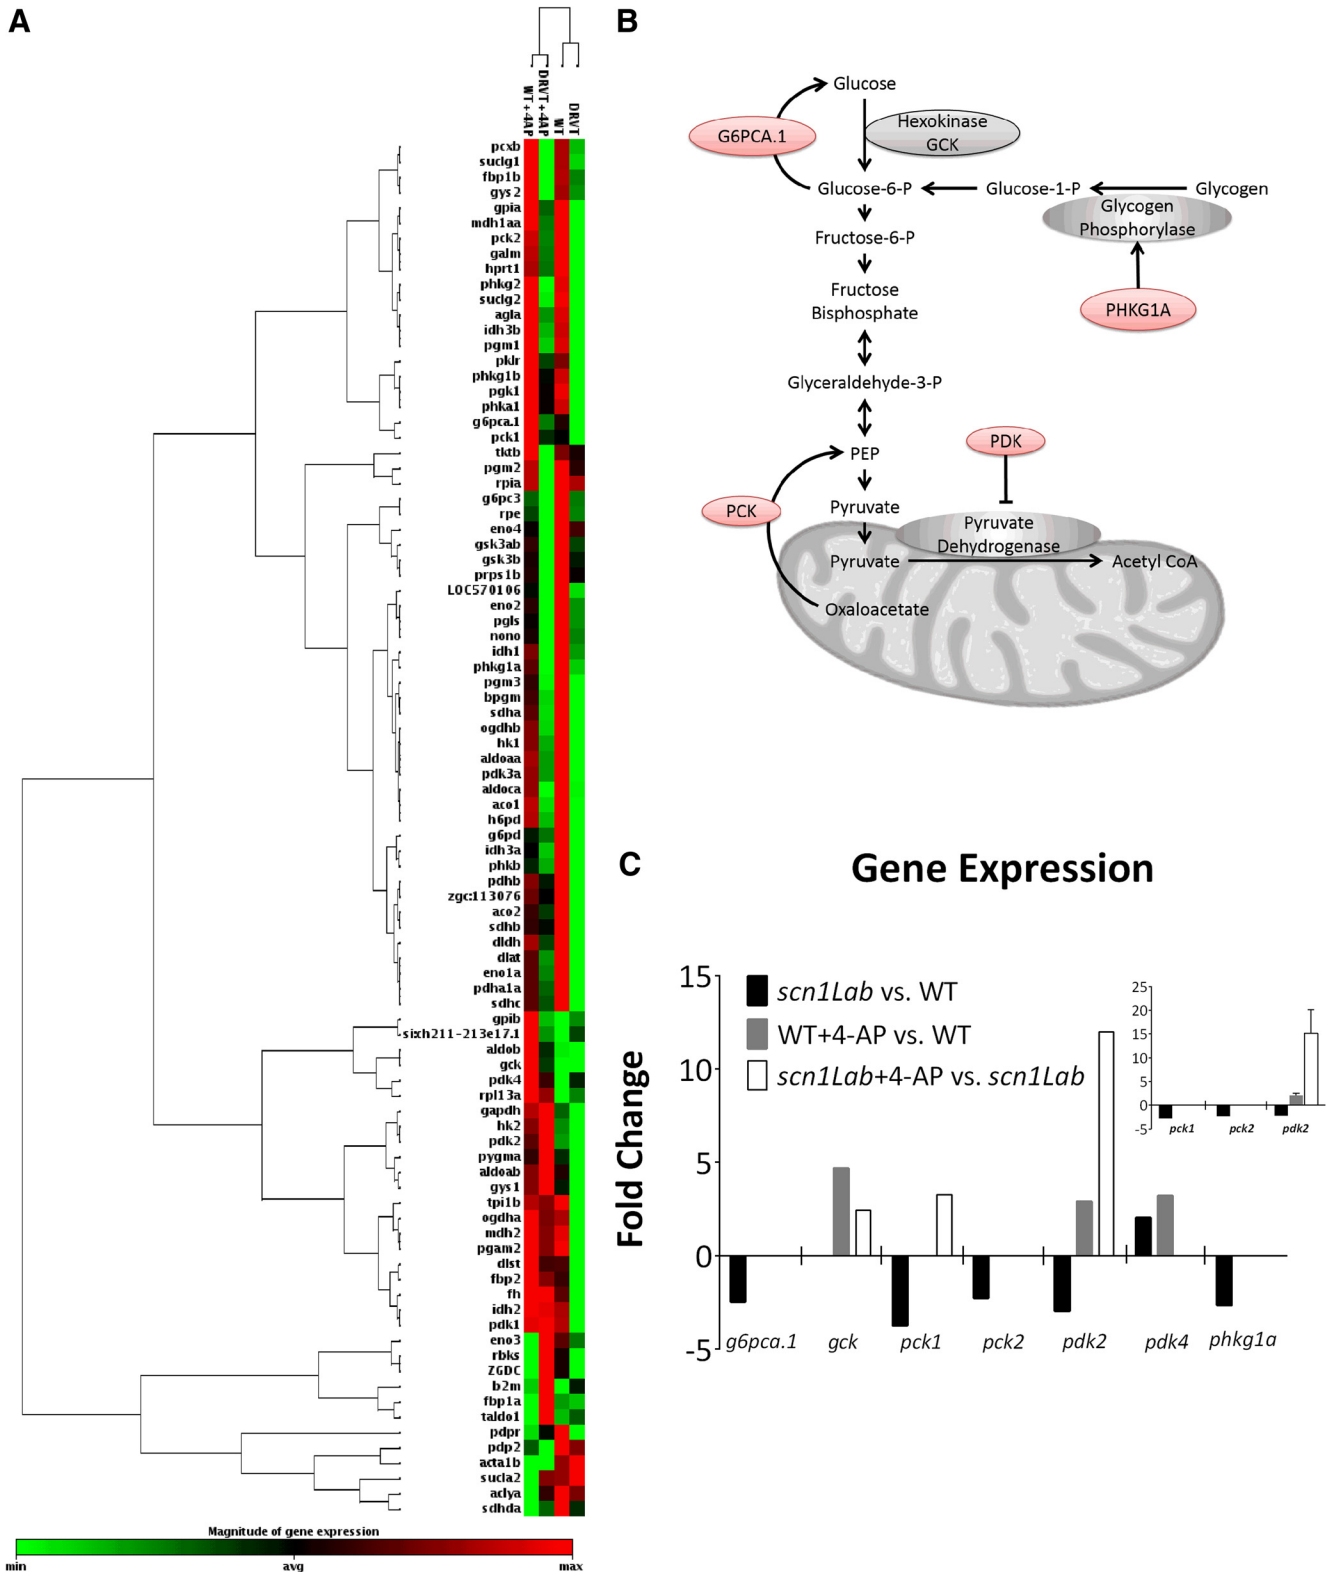 A
WT + 4AP
DRVT + 4AP
WT
DRVT
pcxb
suclg1
fbp1b
gys2
gpia
mdh1aa
pck2
galm
hprt1
phkg2
suclg2
agla
idh3b
pgm1
pklr
phkg1b
pgk1
phka1
g6pca.1
pck1
tktb
pgm2
rpia
g6pc3
rpe
eno4
gsk3ab
gsk3b
prps1b
LOC570106
eno2
pgls
nono
idh1
phkg1a
pgm3
bpgm
sdha
ogdhb
hk1
aldoaa
pdk3a
aldoca
aco1
h6pd
g6pd
idh3a
phkb
pdhb
zgc:113076
aco2
sdhb
dldh
dlat
eno1a
pdha1a
sdhc
gpib
sixh211-213e17.1
aldob
gck
pdk4
rpl13a
gapdh
hk2
pdk2
pygma
aldoab
gys1
tpi1b
ogdha
mdh2
pgam2
dlst
fbp2
fh
idh2
pdk1
eno3
rbks
ZGDC
b2m
fbp1a
taldo1
pdpr
pdp2
acta1b
sucla2
aclya
sdhda
Magnitude of gene expression
min avg max
B
Glucose
G6PCA.1
Hexokinase
GCK
Glucose-6-P
Glucose-1-P
Glycogen
Glycogen
Phosphorylase
PHKG1A
Fructose-6-P
Fructose
Bisphosphate
Glyceraldehyde-3-P
PEP
PDK
PCK
Pyruvate
Pyruvate
Dehydrogenase
Pyruvate
Acetyl CoA
Oxaloacetate
C
Gene Expression
Fold Change
15
10
5
0
-5
scn1Lab vs. WT
WT+4-AP vs. WT
scn1Lab+4-AP vs. scn1Lab
g6pca.1 gck pck1 pck2 pdk2 pdk4 phkg1a
25
20
15
10
5
0
-5
pck1 pck2 pdk2